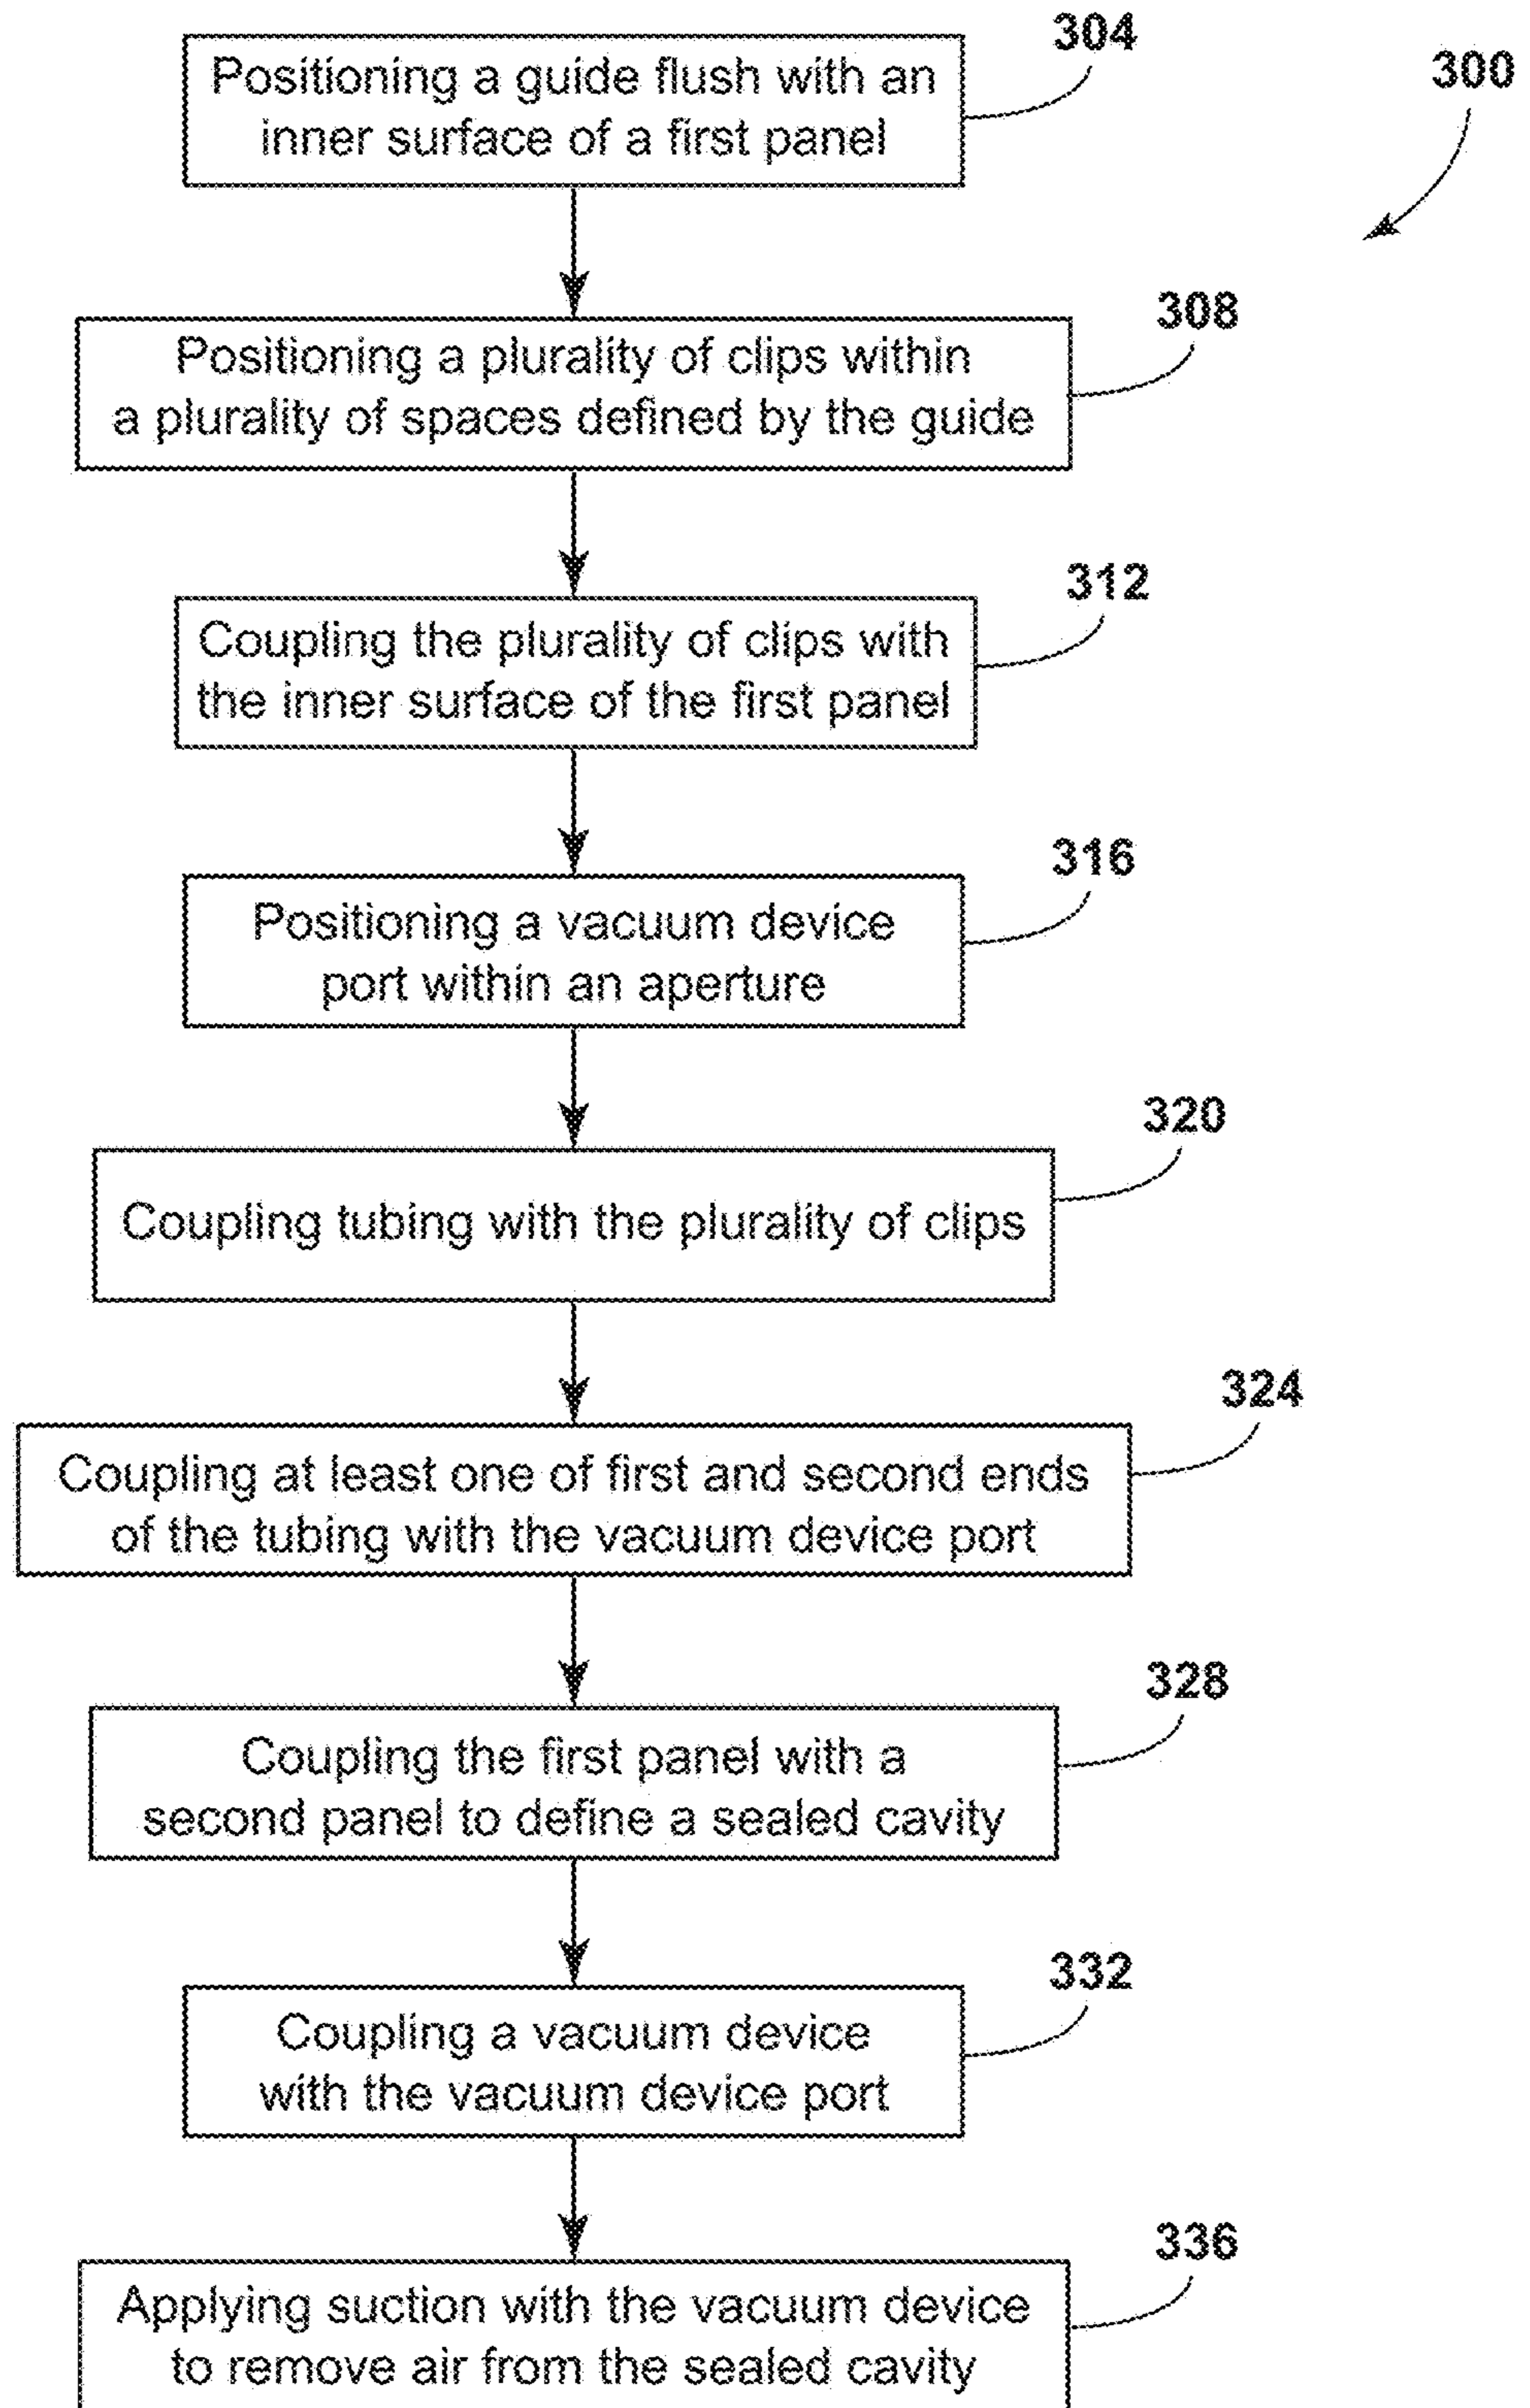 304
300
Positioning a guide flush with an
inner surface of a first panel
308
Positioning a plurality of clips within
a plurality of spaces defined by the guide
312
Coupling the plurality of clips with
the inner surface of the first panel
316
Positioning a vacuum device
port within an aperture
320
Coupling tubing with the plurality of clips
324
Coupling at least one of first and second ends
of the tubing with the vacuum device port
328
Coupling the first panel with a
second panel to define a sealed cavity
332
Coupling a vacuum device
with the vacuum device port
336
Applying suction with the vacuum device
to remove air from the sealed cavity